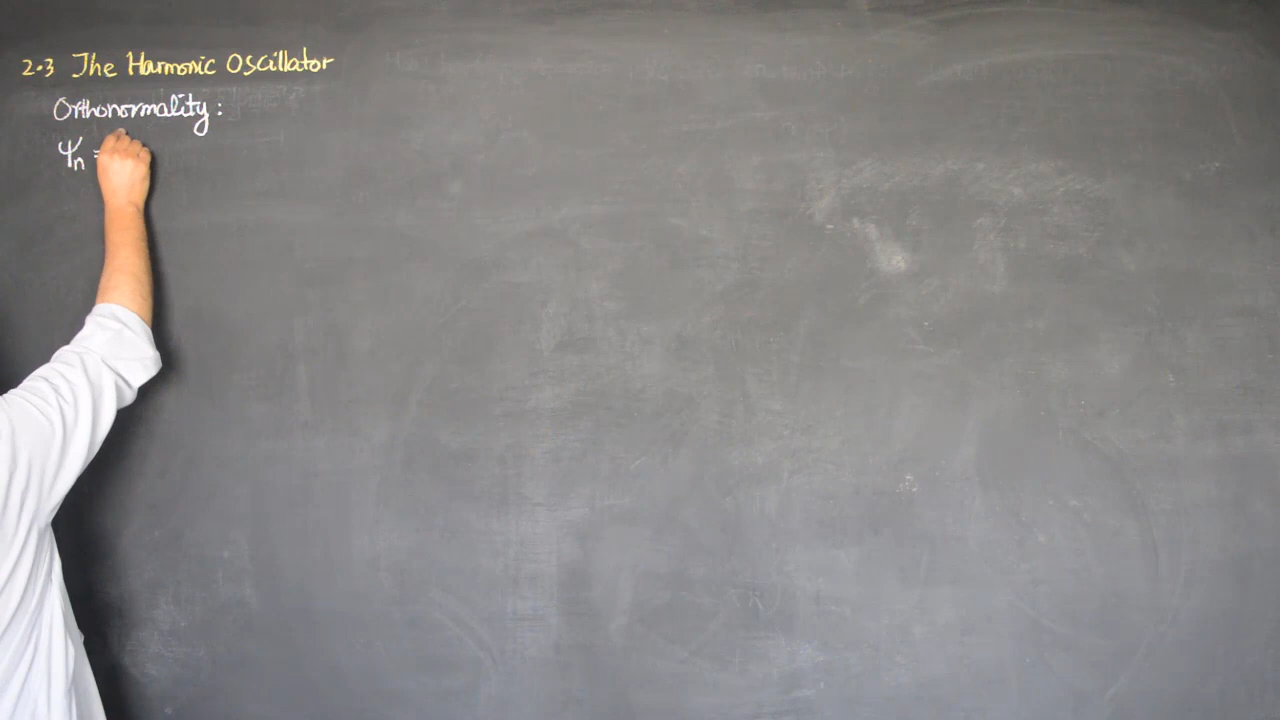 2.3 The Harmonic Oscillator
Orthonormality:
ψₙ =